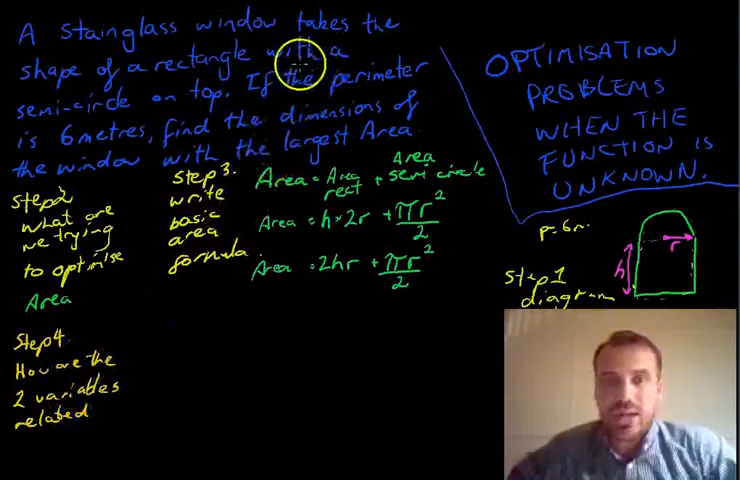 A Stainglass window takes the
shape of a rectangle with a
semi-circle on top. If the perimeter
is 6 metres, find the dimensions of
the window with the largest Area.
OPTIMISATION
PROBLEMS
WHEN THE
FUNCTION IS
UNKNOWN.
Step 2
what are
we trying
to optimise
Area
Step 3.
write
basic
area
formula
Area = Area rect + Area semi circle
Area = h × 2r + πr²/2
Area = 2hr + πr²/2
p = 6m
r
h
Step 1
diagram
Step 4
How are the
2 variables
related